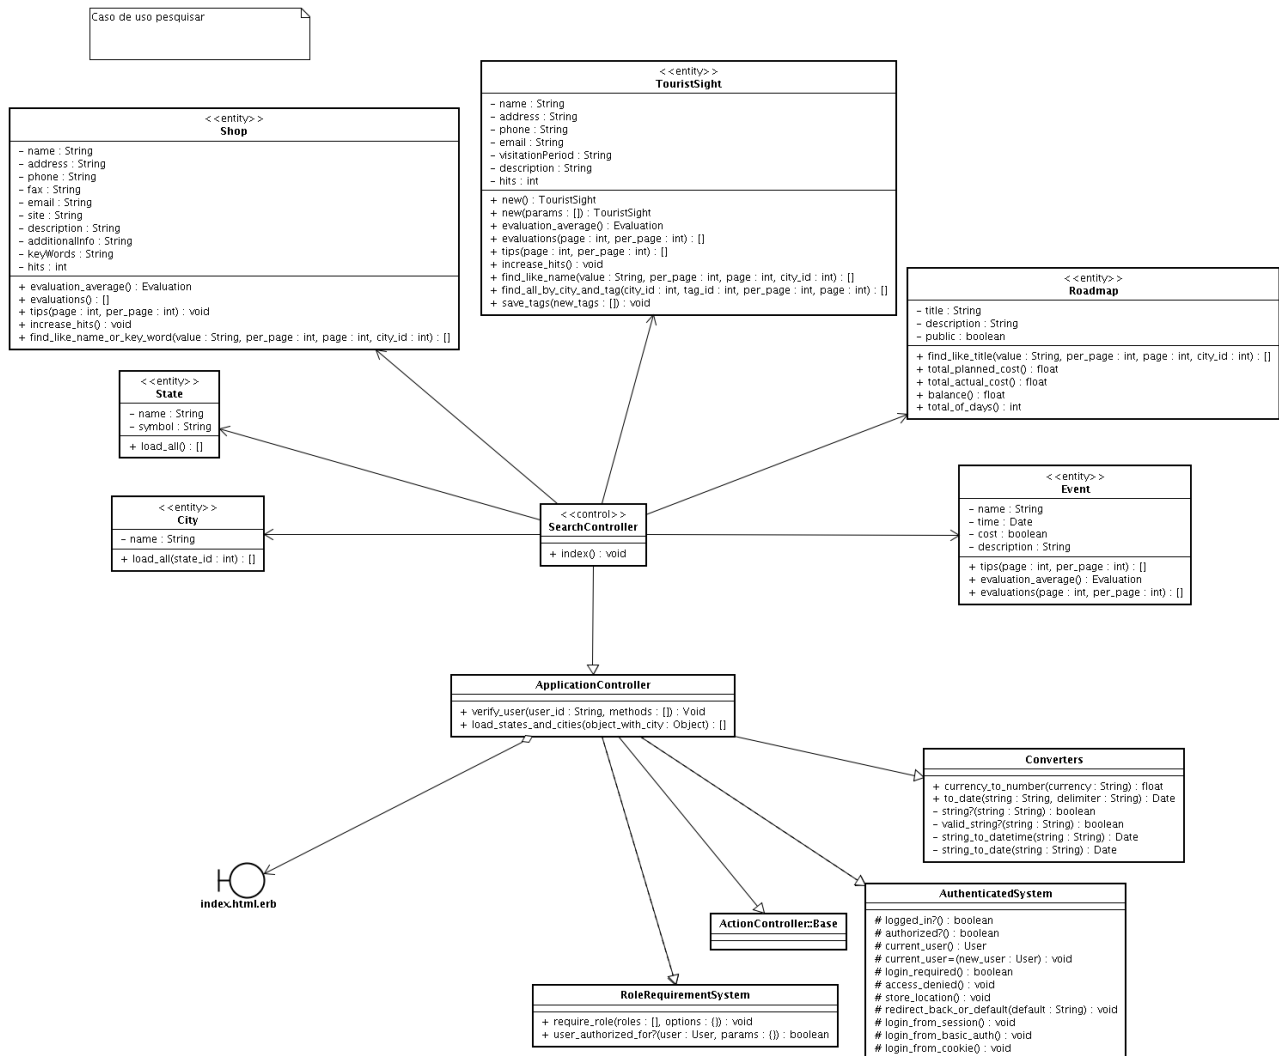 Caso de uso pesquisar
<<entity>>
TouristSight
- name : String
- address : String
- phone : String
- email : String
- visitationPeriod : String
- description : String
- hits : int
+ new() : TouristSight
+ new(params : []) : TouristSight
+ evaluation_average() : Evaluation
+ evaluations(page : int, per_page : int) : []
+ tips(page : int, per_page : int) : []
+ increase_hits() : void
+ find_like_name(value : String, per_page : int, page : int, city_id : int) : []
+ find_all_by_city_and_tag(city_id : int, tag_id : int, per_page : int, page : int) : []
+ save_tags(new_tags : []) : void
<<entity>>
Shop
- name : String
- address : String
- phone : String
- fax : String
- email : String
- site : String
- description : String
- additionalInfo : String
- keyWords : String
- hits : int
+ evaluation_average() : Evaluation
+ evaluations() : []
+ tips(page : int, per_page : int) : void
+ increase_hits() : void
+ find_like_name_or_key_word(value : String, per_page : int, page : int, city_id : int) : []
<<entity>>
Roadmap
- title : String
- description : String
- public : boolean
+ find_like_title(value : String, per_page : int, page : int, city_id : int) : []
+ total_planned_cost() : float
+ total_actual_cost() : float
+ balance() : float
+ total_of_days() : int
<<entity>>
State
- name : String
- symbol : String
+ load_all() : []
<<entity>>
City
- name : String
+ load_all(state_id : int) : []
<<control>>
SearchController
+ index() : void
<<entity>>
Event
- name : String
- time : Date
- cost : boolean
- description : String
+ tips(page : int, per_page : int) : []
+ evaluation_average() : Evaluation
+ evaluations(page : int, per_page : int) : []
ApplicationController
+ verify_user(user_id : String, methods : []) : Void
+ load_states_and_cities(object_with_city : Object) : []
Converters
+ currency_to_number(currency : String) : float
+ to_date(string : String, delimiter : String) : Date
- string?(string : String) : boolean
- valid_string?(string : String) : boolean
- string_to_datetime(string : String) : Date
- string_to_date(string : String) : Date
index.html.erb
ActionController::Base
AuthenticatedSystem
# logged_in?() : boolean
# authorized?() : boolean
# current_user() : User
# current_user=(new_user : User) : void
# login_required() : boolean
# access_denied() : void
# store_location() : void
# redirect_back_or_default(default : String) : void
# login_from_session() : void
# login_from_basic_auth() : void
# login_from_cookie() : void
RoleRequirementSystem
+ require_role(roles : [], options : {}) : void
+ user_authorized_for?(user : User, params : {}) : boolean